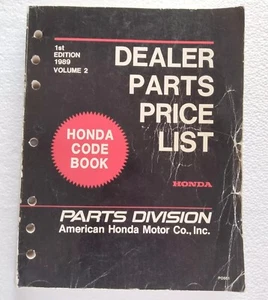 1st
EDITION
1989
VOLUME 2
DEALER
PARTS
PRICE
LIST
HONDA
CODE
BOOK
HONDA
PARTS DIVISION
American Honda Motor Co., Inc.